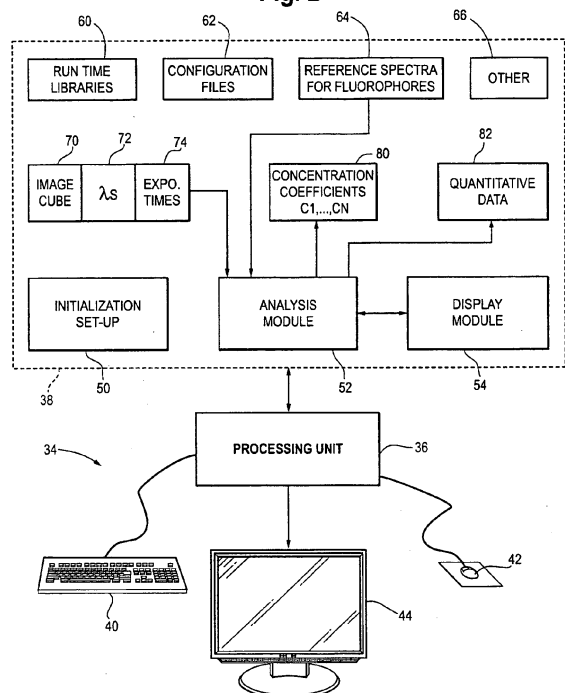 60
62
64
66
RUN TIME
LIBRARIES
CONFIGURATION
FILES
REFERENCE SPECTRA
FOR FLUOROPHORES
OTHER
70
72
74
80
82
IMAGE
CUBE
λs
EXPO.
TIMES
CONCENTRATION
COEFFICIENTS
C1,...,CN
QUANTITATIVE
DATA
INITIALIZATION
SET-UP
ANALYSIS
MODULE
DISPLAY
MODULE
50
52
54
38
34
PROCESSING UNIT
36
40
42
44